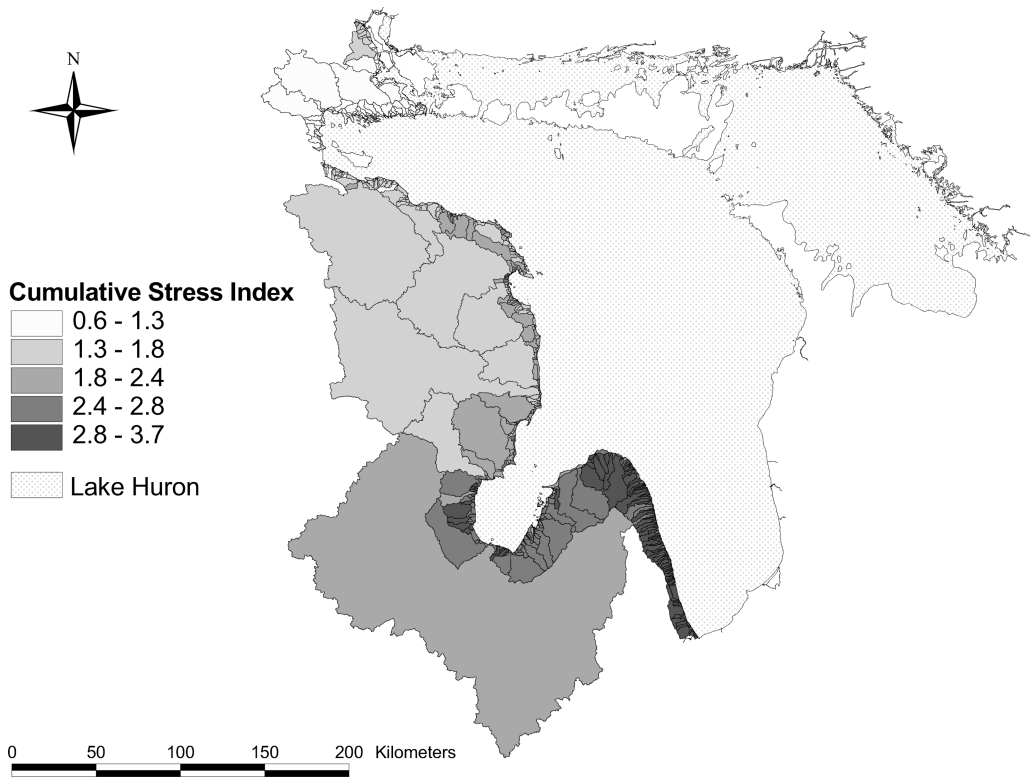 N
Cumulative Stress Index
0.6 - 1.3
1.3 - 1.8
1.8 - 2.4
2.4 - 2.8
2.8 - 3.7
Lake Huron
0 50 100 150 200 Kilometers